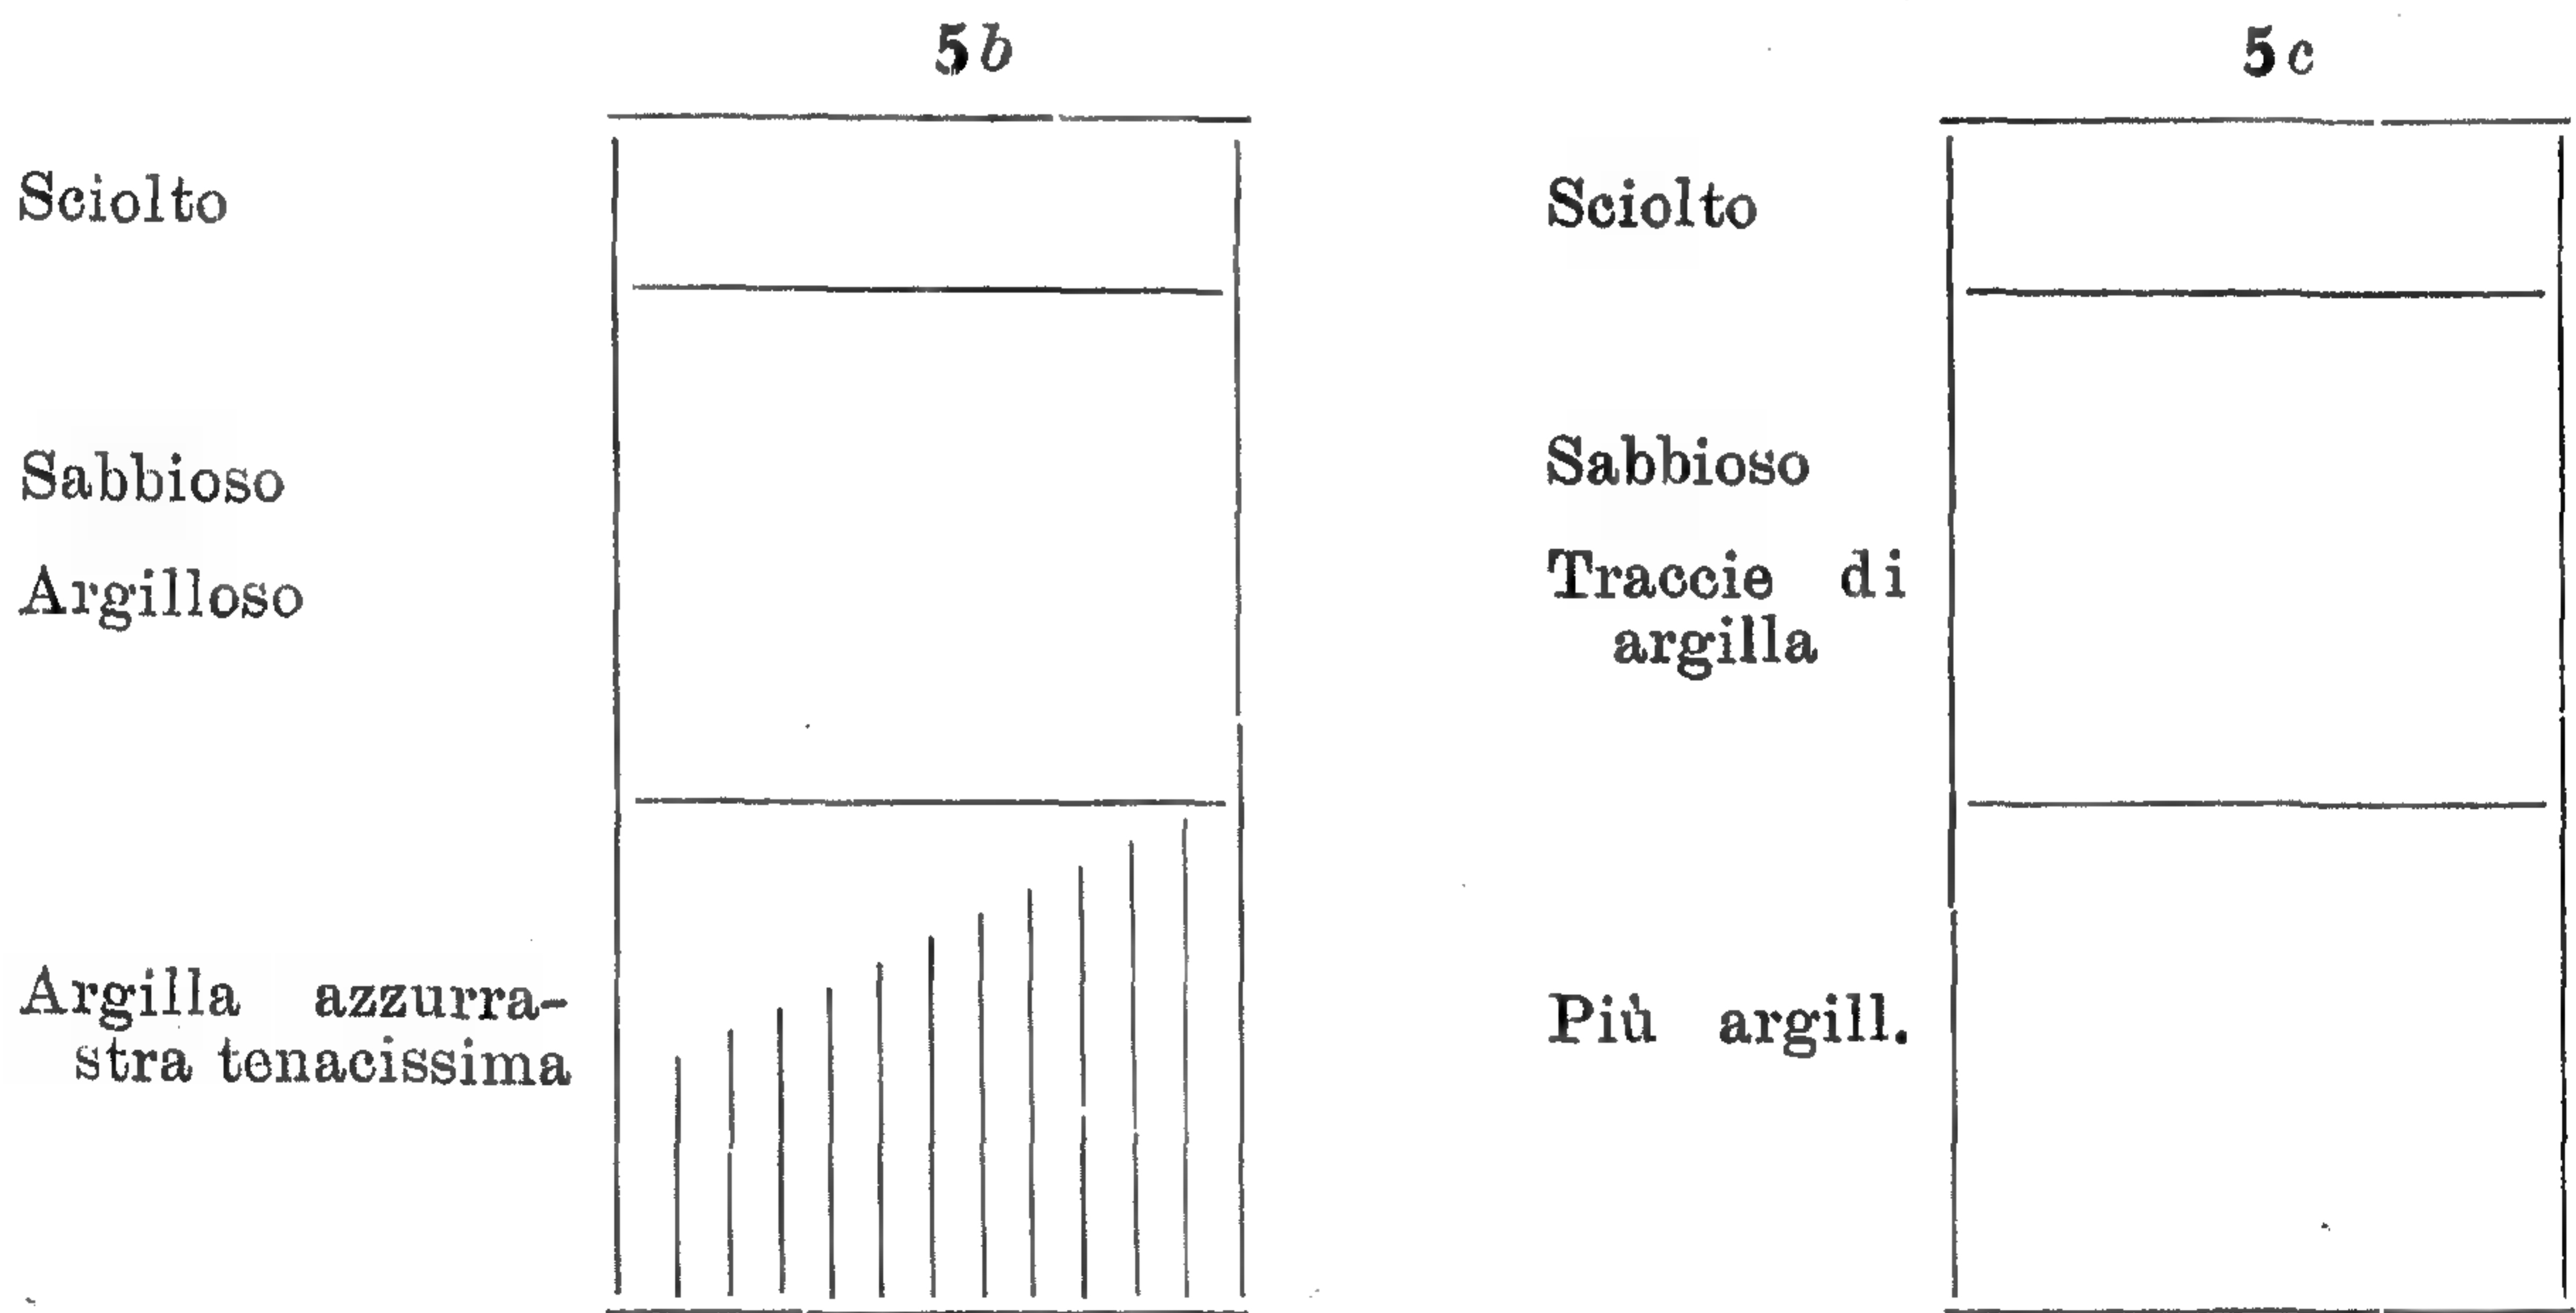 5b
Sciolto
Sabbioso
Argilloso
Argilla azzurra-
stra tenacissima
5c
Sciolto
Sabbioso
Traccie di
argilla
Più argill.